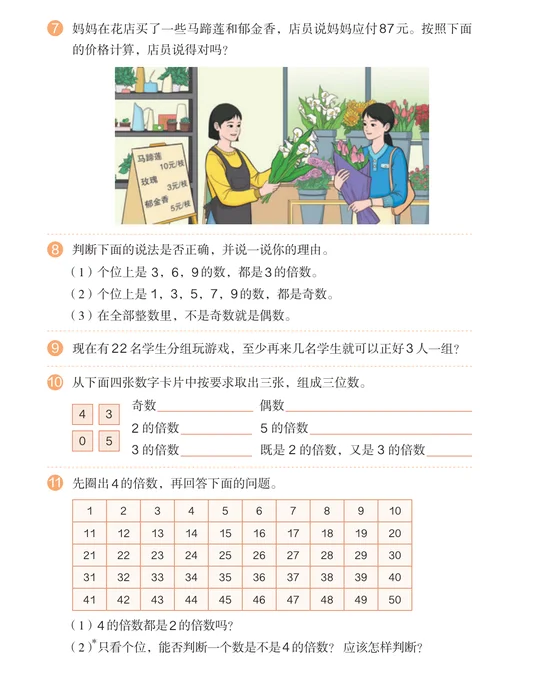 7 妈妈在花店买了一些马蹄莲和郁金香，店员说妈妈应付87元。按照下面
的价格计算，店员说得对吗？
马蹄莲
10元/枝
玫瑰
3元/枝
郁金香
5元/枝
8 判断下面的说法是否正确，并说一说你的理由。
（1）个位上是 3，6，9的数，都是3的倍数。
（2）个位上是 1，3，5，7，9的数，都是奇数。
（3）在全部整数里，不是奇数就是偶数。
9 现在有22名学生分组玩游戏，至少再来几名学生就可以正好3人一组？
10 从下面四张数字卡片中按要求取出三张，组成三位数。
4 3
0 5
奇数 偶数
2 的倍数 5 的倍数
3 的倍数 既是 2 的倍数，又是 3 的倍数
11 先圈出4的倍数，再回答下面的问题。
1 2 3 4 5 6 7 8 9 10
11 12 13 14 15 16 17 18 19 20
21 22 23 24 25 26 27 28 29 30
31 32 33 34 35 36 37 38 39 40
41 42 43 44 45 46 47 48 49 50
（1）4的倍数都是2的倍数吗？
（2）*只看个位，能否判断一个数是不是4的倍数？ 应该怎样判断？